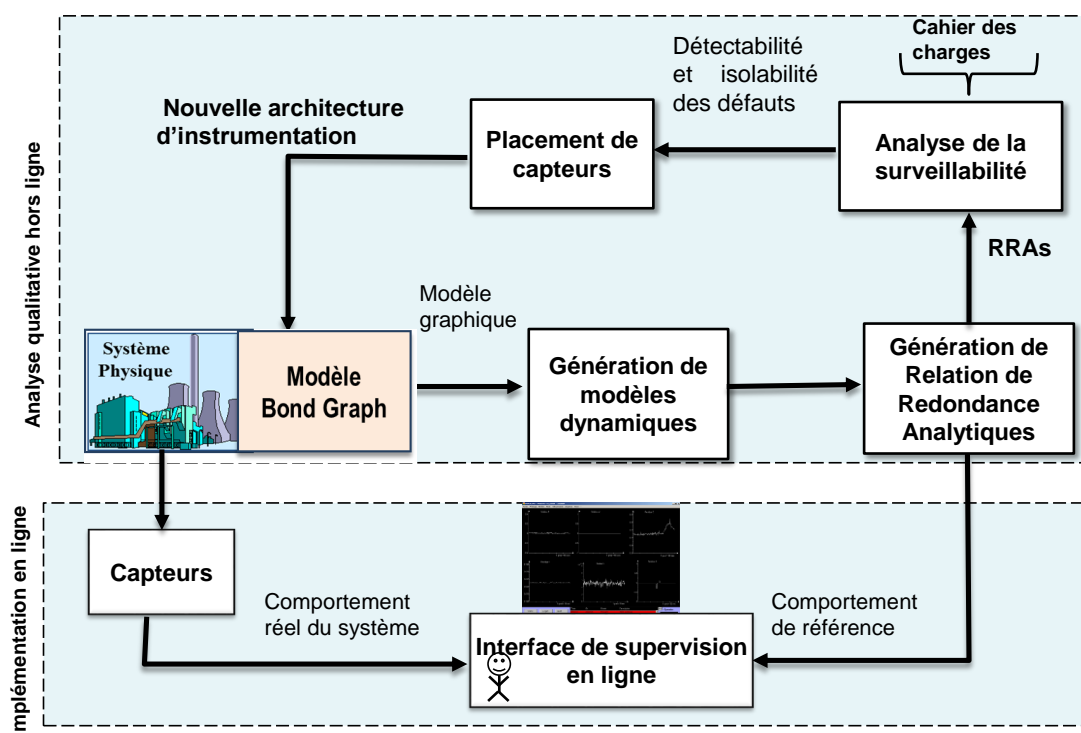 Cahier des
charges
Détectabilité
et isolabilité
des défauts
Nouvelle architecture
d'instrumentation
Placement de
capteurs
Analyse de la
surveillabilité
RRAs
Analyse qualitative hors ligne
Modèle
graphique
Système
Physique
Modèle
Bond Graph
Génération de
modèles
dynamiques
Génération de
Relation de
Redondance
Analytiques
mplémentation en ligne
Capteurs
Comportement
réel du système
Comportement
de référence
Interface de supervision
en ligne